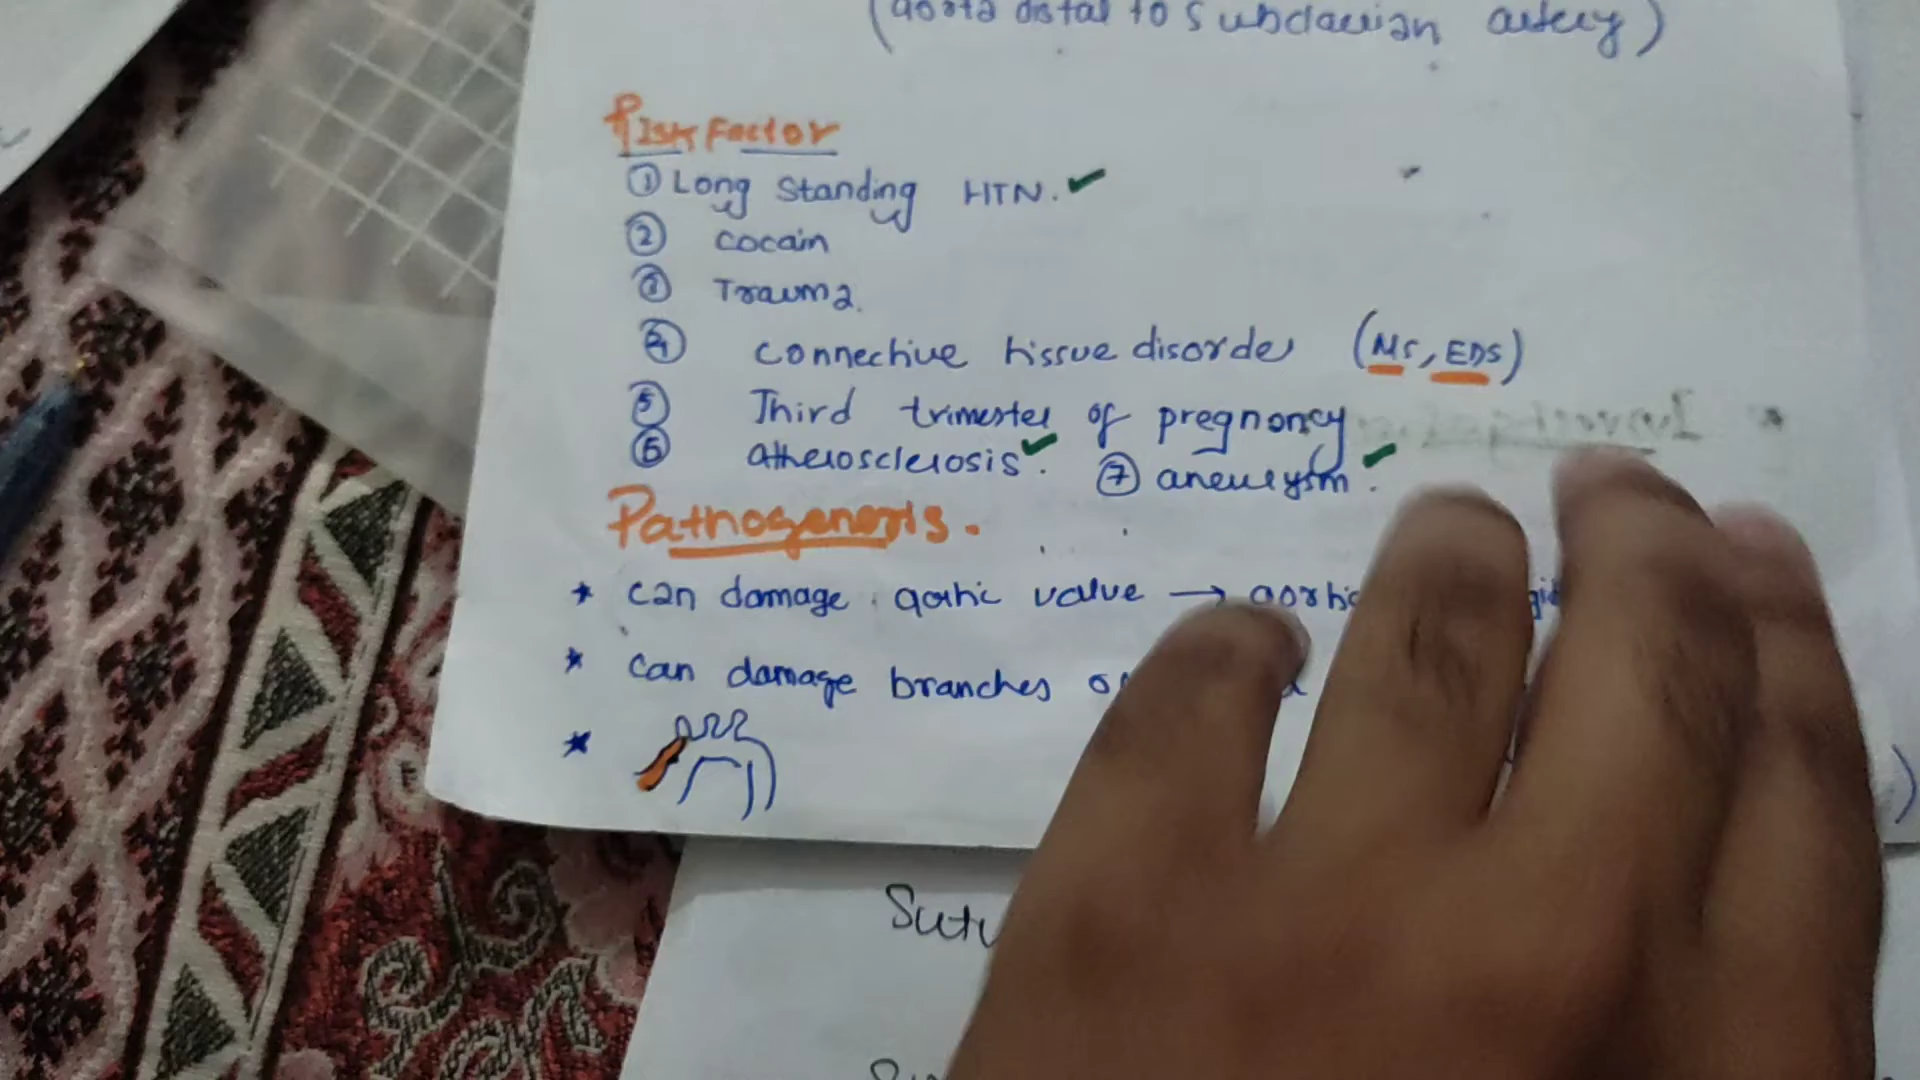 (aorta distal to Subclavian artery)
Risk Factor
① Long Standing HTN.
② Cocain
③ Trauma.
④ Connective tissue disorder (MS, EDS)
⑤ Third trimester of pregnancy
⑥ atherosclerosis. ⑦ aneurysm.
Pathogenesis.
* can damage aortic valve → aortic
* can damage branches
*
Sutu